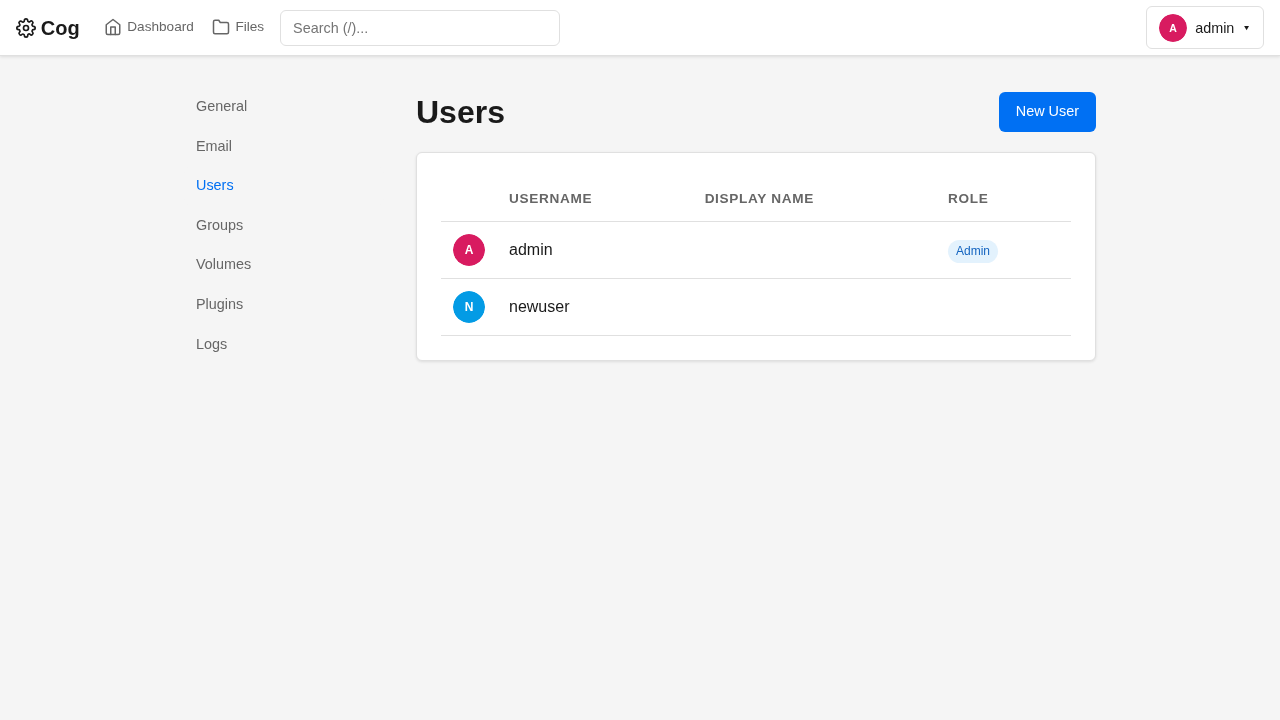 Cog
Dashboard
Files
Search (/)...
A
admin
General
Email
Users
Groups
Volumes
Plugins
Logs
Users
New User
USERNAME DISPLAY NAME ROLE
A admin Admin
N newuser